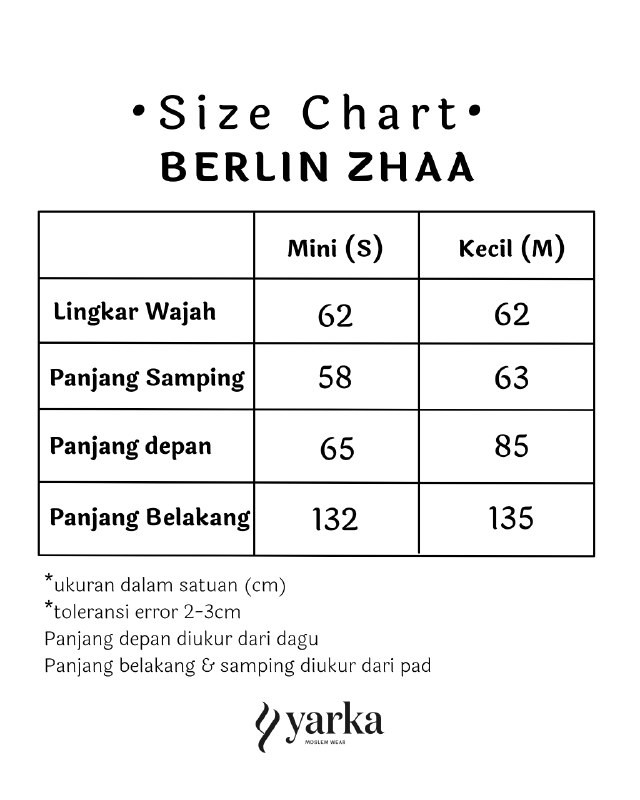 •Size Chart•
BERLIN ZHAA
Mini (S) Kecil (M)
Lingkar Wajah 62 62
Panjang Samping 58 63
Panjang depan 65 85
Panjang Belakang 132 135
*ukuran dalam satuan (cm)
*toleransi error 2-3cm
Panjang depan diukur dari dagu
Panjang belakang & samping diukur dari pad
yarka
MOSLEM WEAR